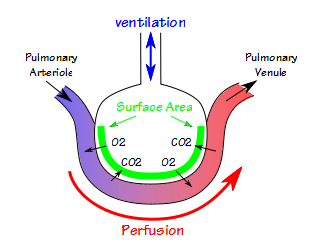 ventilation
Pulmonary
Arteriole
Pulmonary
Venule
Surface Area
O2
CO2
CO2
O2
Perfusion